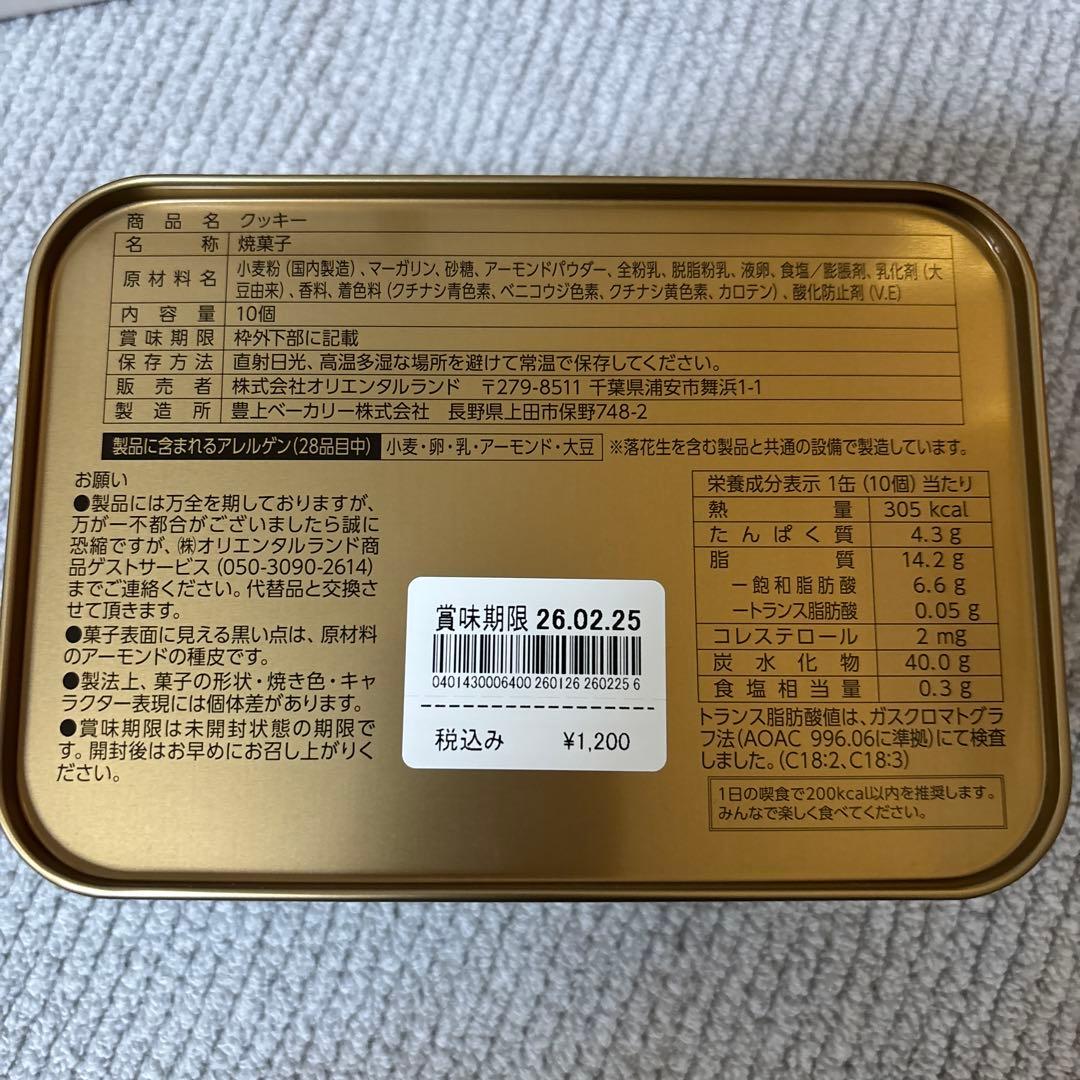 商品名 クッキー
名称 焼菓子
原材料名 小麦粉（国内製造）、マーガリン、砂糖、アーモンドパウダー、全粉乳、脱脂粉乳、液卵、食塩／膨脹剤、乳化剤（大
豆由来）、香料、着色料（クチナシ青色素、ベニコウジ色素、クチナシ黄色素、カロテン）、酸化防止剤（V.E）
内容量 10個
賞味期限 枠外下部に記載
保存方法 直射日光、高温多湿な場所を避けて常温で保存してください。
販売者 株式会社オリエンタルランド 〒279-8511 千葉県浦安市舞浜1-1
製造所 豊上ベーカリー株式会社 長野県上田市保野748-2
製品に含まれるアレルゲン（28品目中） 小麦・卵・乳・アーモンド・大豆 ※落花生を含む製品と共通の設備で製造しています。
お願い
●製品には万全を期しておりますが、
万が一不都合がございましたら誠に
恐縮ですが、㈱オリエンタルランド商
品ゲストサービス（050-3090-2614）
までご連絡ください。代替品と交換さ
せて頂きます。
●菓子表面に見える黒い点は、原材料
のアーモンドの種皮です。
●製法上、菓子の形状・焼き色・キャ
ラクター表現には個体差があります。
●賞味期限は未開封状態の期限で
す。開封後はお早めにお召し上がりく
ださい。
賞味期限 26.02.25
0401430006400 260126 260225 6
税込み ¥1,200
栄養成分表示 1缶（10個）当たり
熱量 305 kcal
たんぱく質 4.3 g
脂質 14.2 g
－飽和脂肪酸 6.6 g
－トランス脂肪酸 0.05 g
コレステロール 2 mg
炭水化物 40.0 g
食塩相当量 0.3 g
トランス脂肪酸値は、ガスクロマトグラ
フ法（AOAC 996.06に準拠）にて検査
しました。（C18:2、C18:3）
1日の喫食で200kcal以内を推奨します。
みんなで楽しく食べてください。